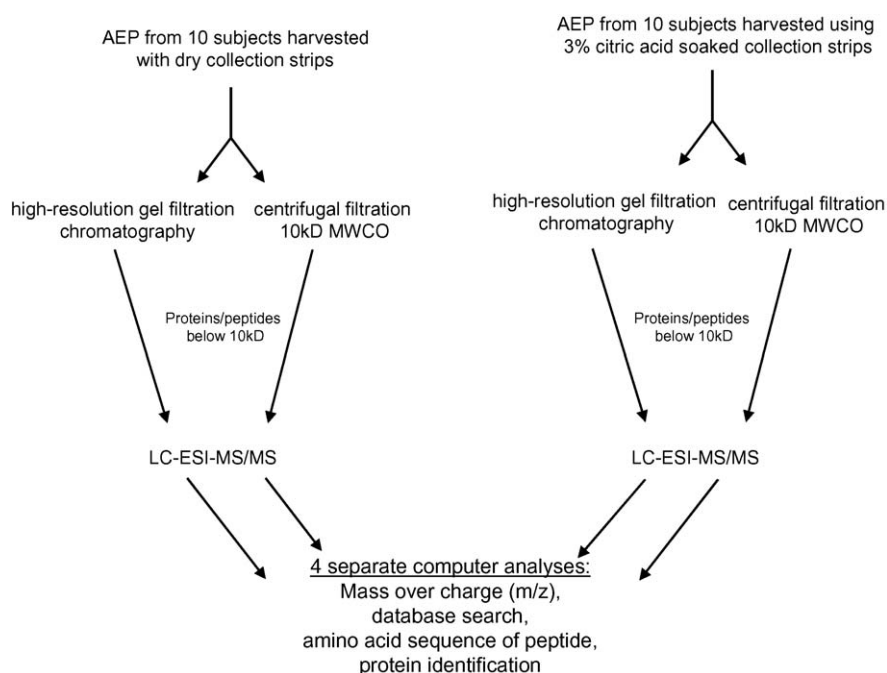 AEP from 10 subjects harvested
with dry collection strips
AEP from 10 subjects harvested using
3% citric acid soaked collection strips
high-resolution gel filtration
chromatography
centrifugal filtration
10kD MWCO
high-resolution gel filtration
chromatography
centrifugal filtration
10kD MWCO
Proteins/peptides
below 10kD
Proteins/peptides
below 10kD
LC-ESI-MS/MS
LC-ESI-MS/MS
4 separate computer analyses:
Mass over charge (m/z),
database search,
amino acid sequence of peptide,
protein identification